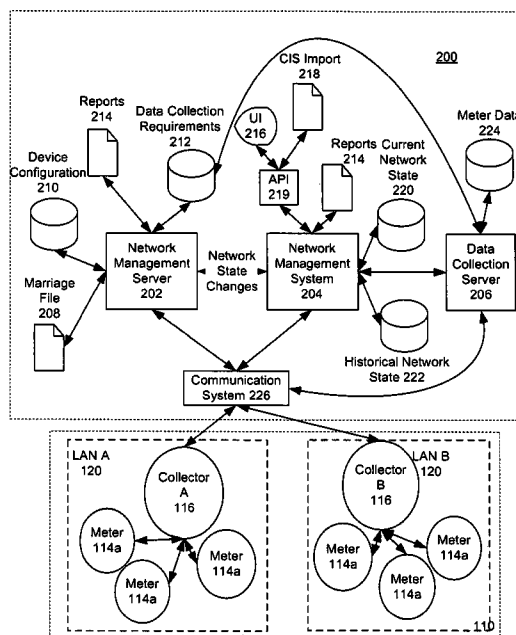 CIS Import
218
200
Reports
214
Data Collection
Requirements
212
UI
216
Meter Data
224
Device
Configuration
210
API
219
Reports
214
Current
Network
State
220
Network
Management
Server
202
Network
State
Changes
Network
Management
System
204
Data
Collection
Server
206
Marriage
File
208
Historical Network
State 222
Communication
System 226
LAN A
120
Collector
A
116
Meter
114a
Meter
114a
Meter
114a
LAN B
120
Collector
B
116
Meter
114a
Meter
114a
Meter
114a
110